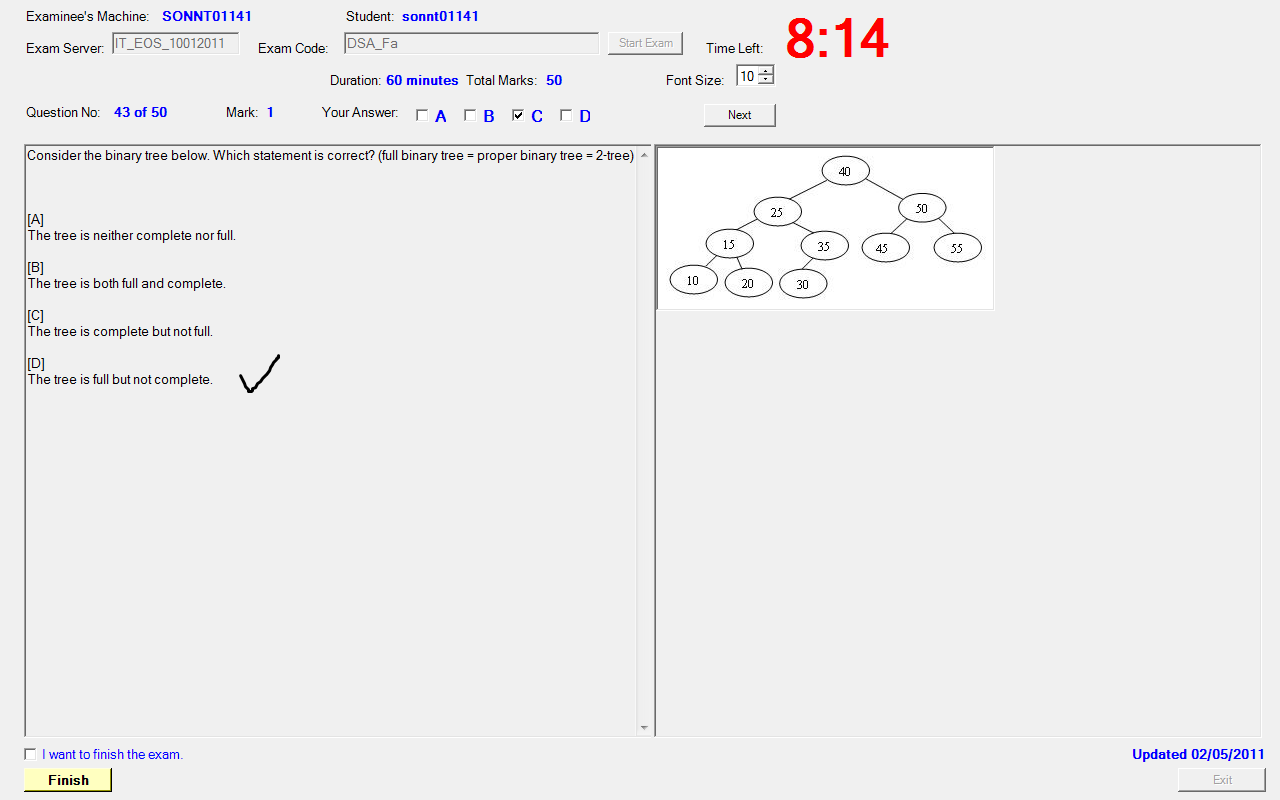 Examinee's Machine: SONNT01141 Student: sonnt01141
Exam Server: IT_EOS_10012011 Exam Code: DSA_Fa Start Exam Time Left: 8:14
Duration: 60 minutes Total Marks: 50 Font Size: 10
Question No: 43 of 50 Mark: 1 Your Answer: A B C D Next
Consider the binary tree below. Which statement is correct? (full binary tree = proper binary tree = 2-tree)
[A]
The tree is neither complete nor full.
[B]
The tree is both full and complete.
[C]
The tree is complete but not full.
[D]
The tree is full but not complete.
40
25 50
15 35 45 55
10 20 30
I want to finish the exam. Updated 02/05/2011
Finish Exit